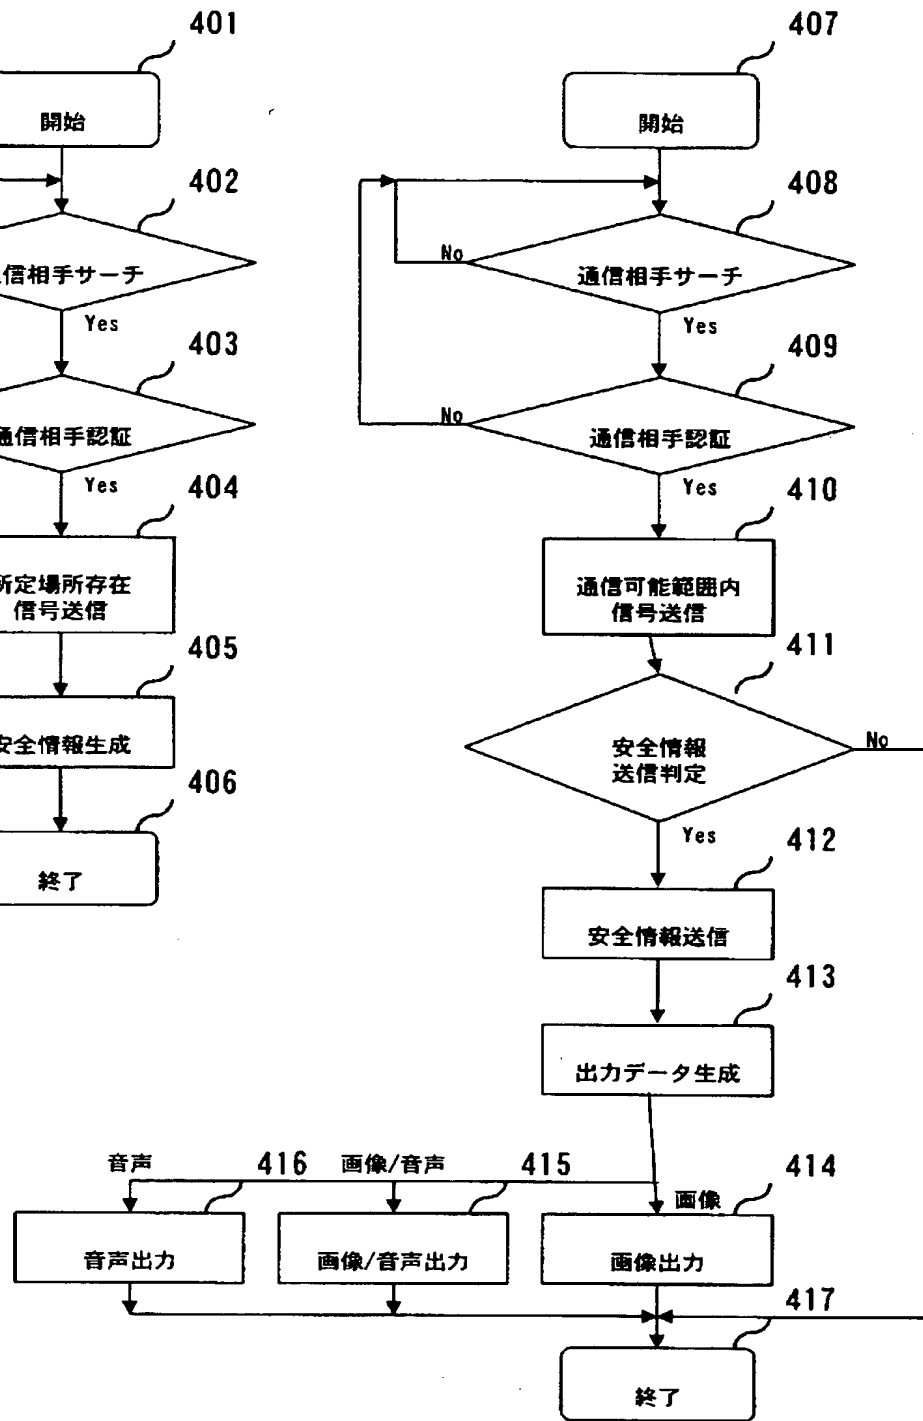 401
開始
402
信相手サーチ
Yes
403
通信相手認証
Yes
404
所定場所存在
信号送信
405
安全情報生成
406
終了
407
開始
408
No
通信相手サーチ
Yes
409
No
通信相手認証
Yes
410
通信可能範囲内
信号送信
411
安全情報
送信判定
No
Yes
412
安全情報送信
413
出力データ生成
音声
416
画像/音声
415
画像
414
音声出力
画像/音声出力
画像出力
417
終了